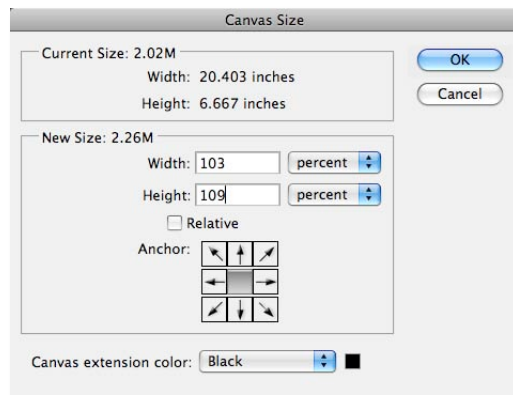 Canvas Size
Current Size: 2.02M
OK
Width: 20.403 inches
Height: 6.667 inches
Cancel
New Size: 2.26M
Width: 103 percent
Height: 109 percent
Relative
Anchor:
Canvas extension color: Black